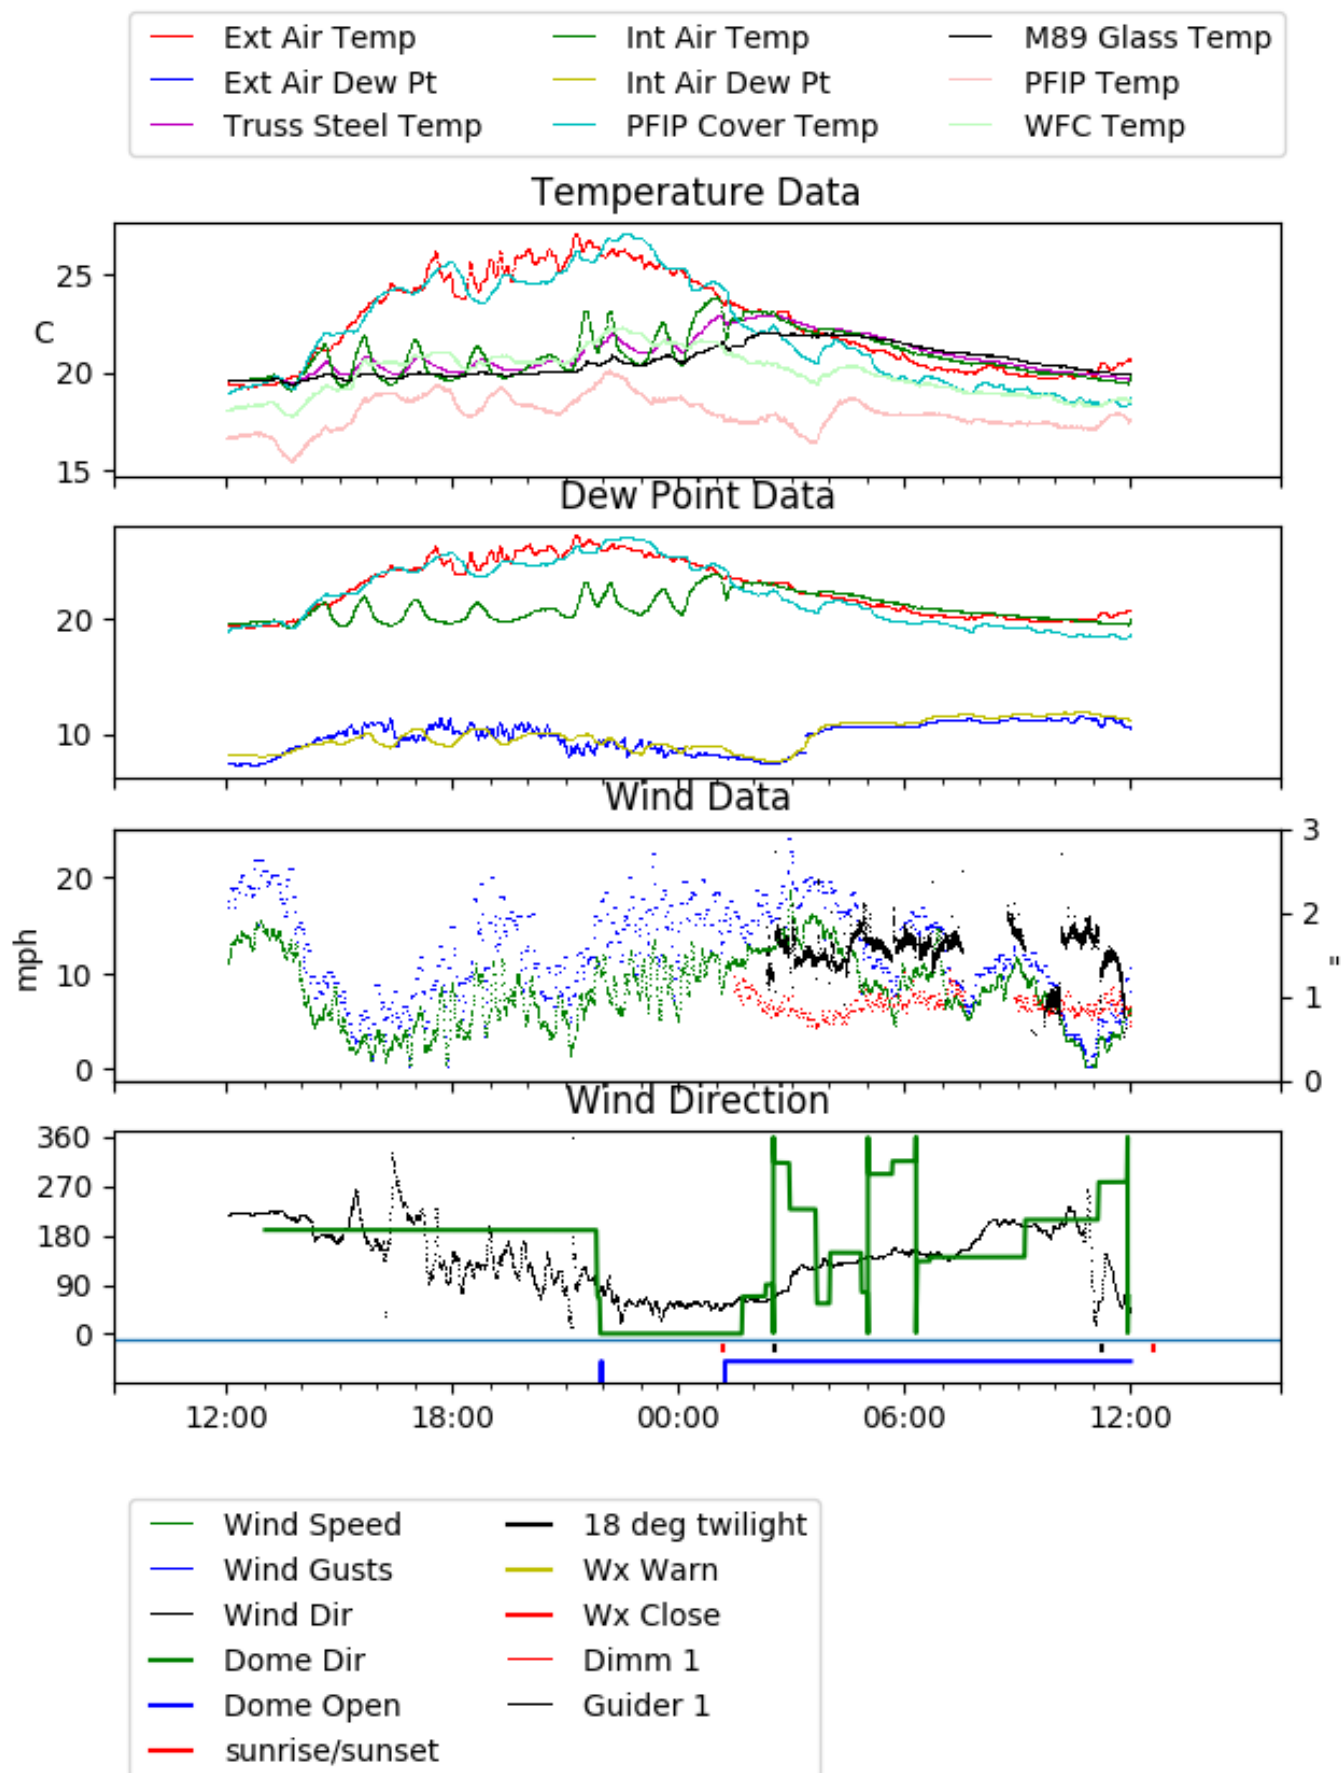 Ext Air Temp Int Air Temp M89 Glass Temp
Ext Air Dew Pt Int Air Dew Pt PFIP Temp
Truss Steel Temp PFIP Cover Temp WFC Temp
Temperature Data
25
C
20
15
Dew Point Data
20
10
Wind Data
3
20
2
mph
10
"
1
0
0
Wind Direction
360
270
180
90
0
12:00 18:00 00:00 06:00 12:00
Wind Speed 18 deg twilight
Wind Gusts Wx Warn
Wind Dir Wx Close
Dome Dir Dimm 1
Dome Open Guider 1
sunrise/sunset